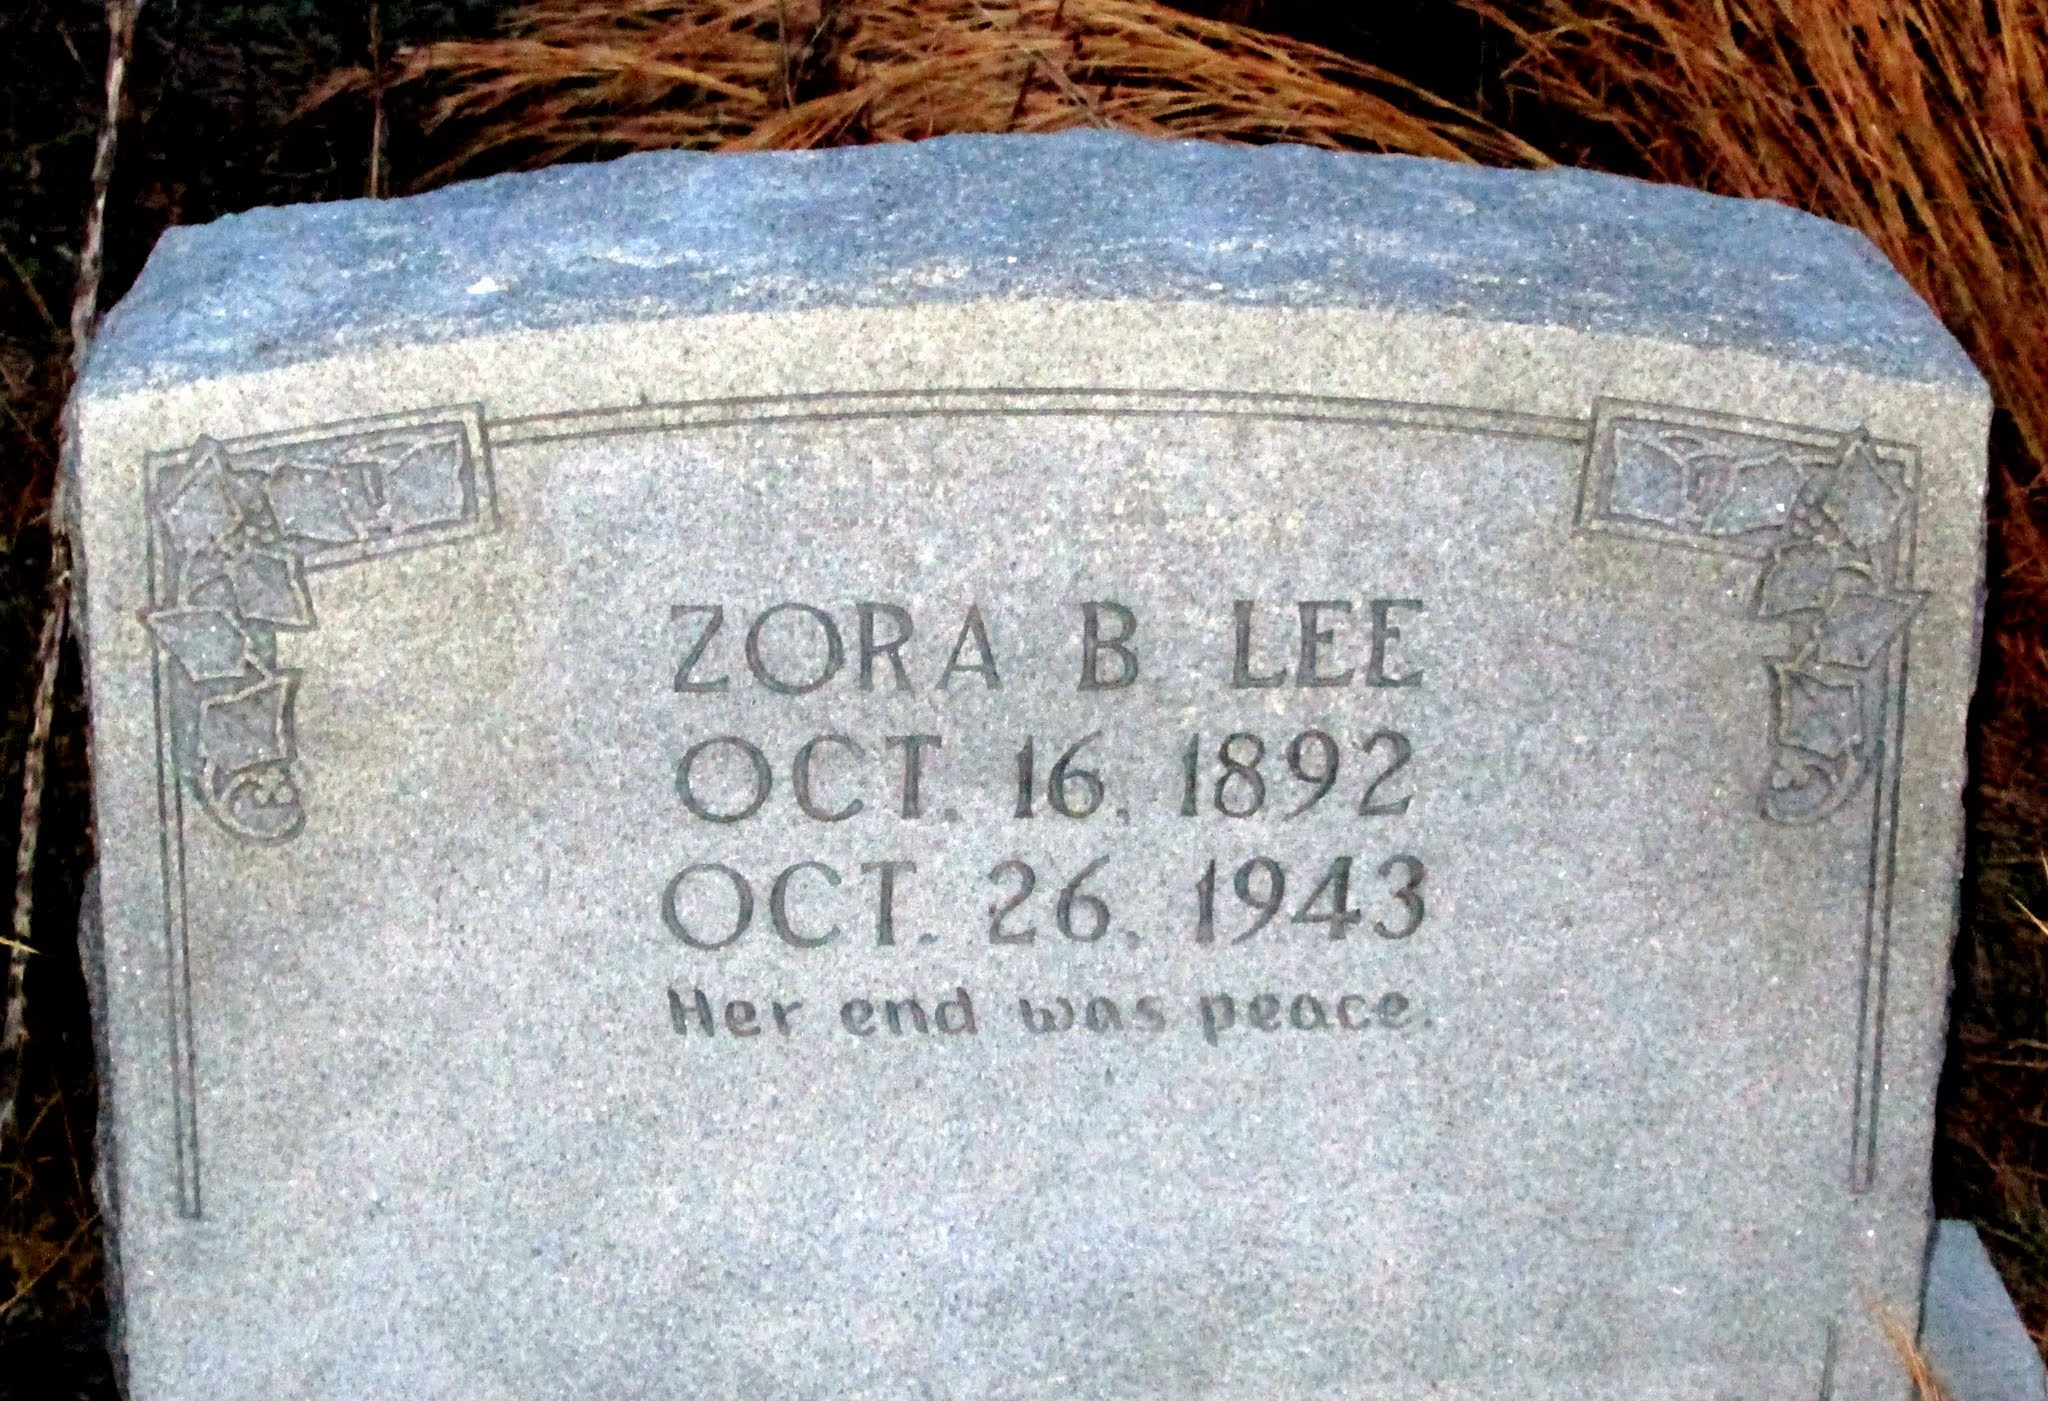 ZORA B LEE
OCT. 16, 1892
OCT. 26, 1943
Her end was peace.